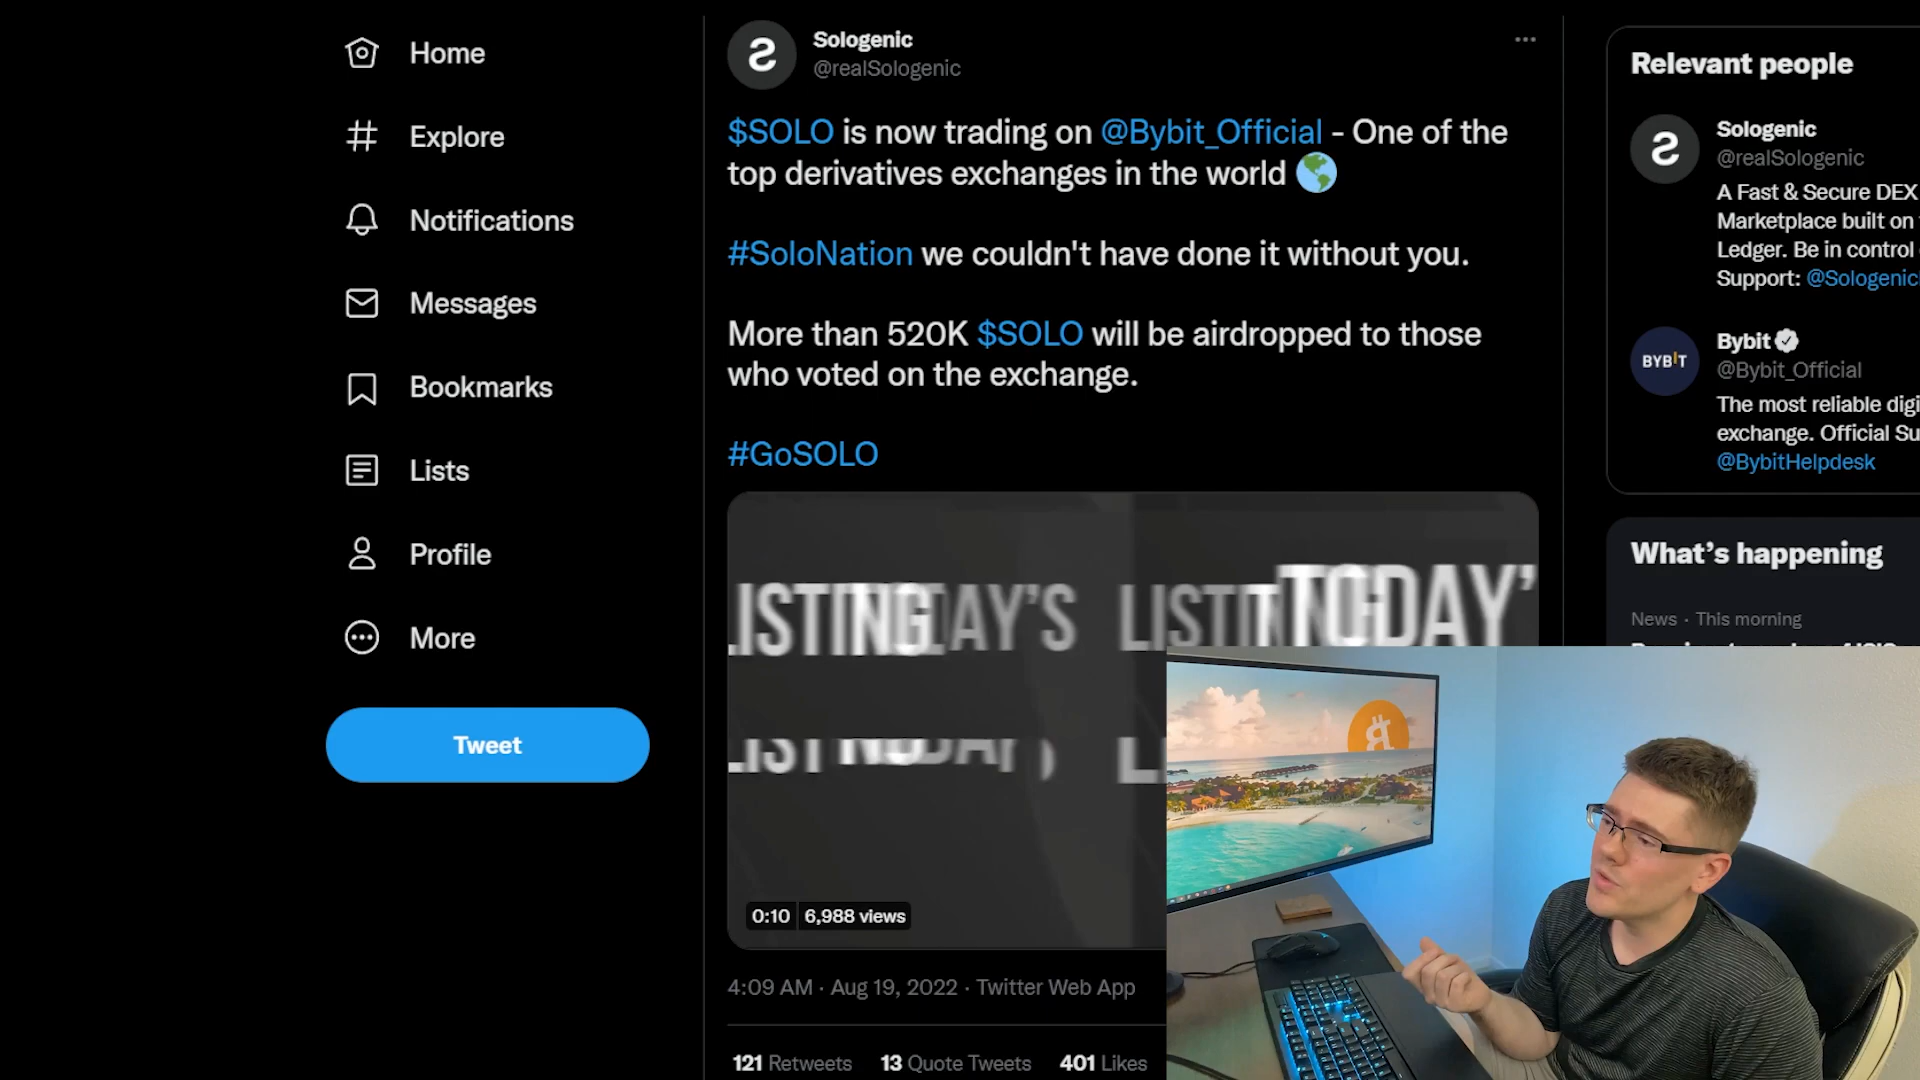 Home
Explore
Notifications
Messages
Bookmarks
Lists
Profile
More
Tweet
Sologenic
@realSologenic
$SOLO is now trading on @Bybit_Official - One of the
top derivatives exchanges in the world
#SoloNation we couldn't have done it without you.
More than 520K $SOLO will be airdropped to those
who voted on the exchange.
#GoSOLO
LISTING TODAY'S LISTING TODAY'
0:10 6,988 views
4:09 AM · Aug 19, 2022 · Twitter Web App
121 Retweets 13 Quote Tweets 401 Likes
Relevant people
Sologenic
@realSologenic
A Fast & Secure DEX
Marketplace built on
Ledger. Be in control
Support: @Sologenic
BYBIT
Bybit
@Bybit_Official
The most reliable digi
exchange. Official Su
@BybitHelpdesk
What's happening
News · This morning